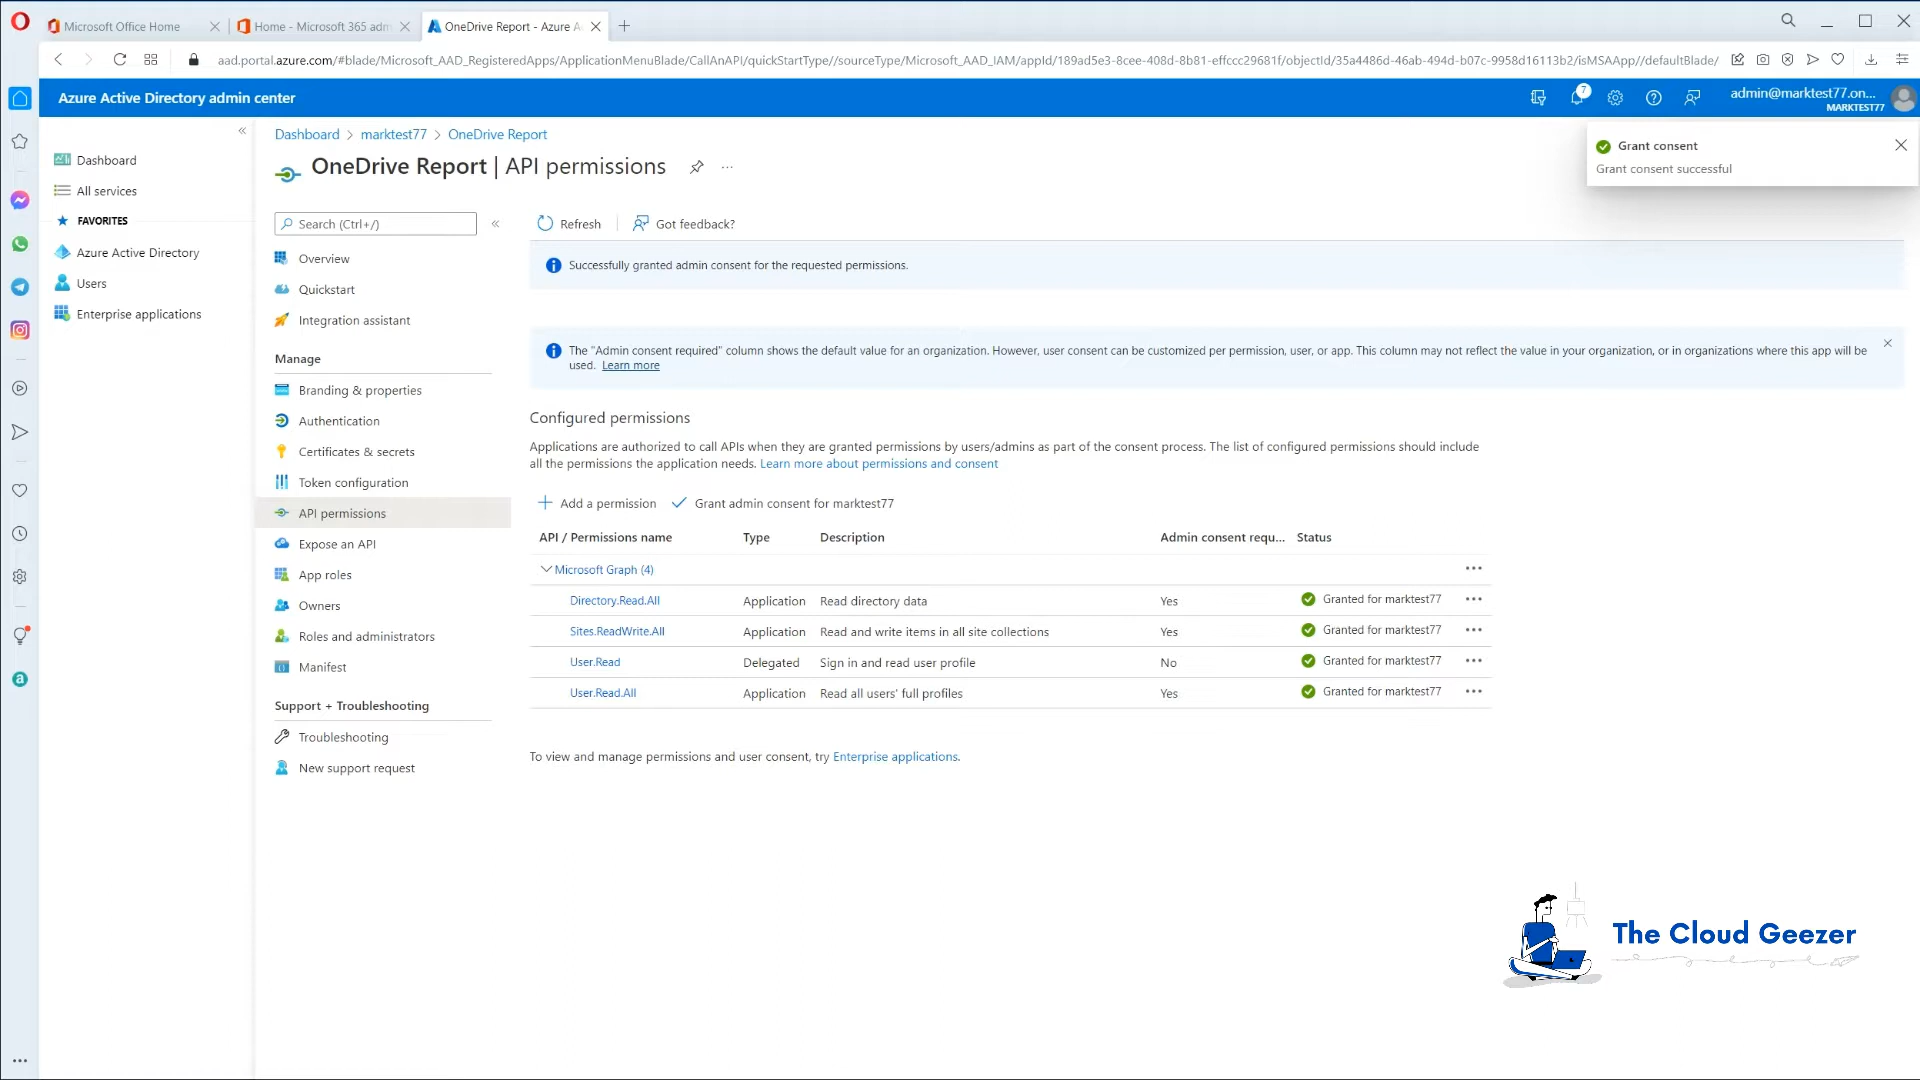 Microsoft Office Home
Home - Microsoft 365 adm
OneDrive Report - Azure A
aad.portal.azure.com/#blade/Microsoft_AAD_RegisteredApps/ApplicationMenuBlade/CallAnAPI/quickStartType//sourceType/Microsoft_AAD_IAM/appId/189ad5e3-8cee-408d-8b81-effccc29681f/objectId/35a4486d-46ab-494d-b07c-9958d16113b2/isMSAApp//defaultBlade/
Azure Active Directory admin center
7
admin@marktest77.on...
MARKTEST77
Dashboard > marktest77 > OneDrive Report
OneDrive Report | API permissions
Grant consent
Grant consent successful
Dashboard
All services
FAVORITES
Azure Active Directory
Users
Enterprise applications
Search (Ctrl+/)
Overview
Quickstart
Integration assistant
Manage
Branding & properties
Authentication
Certificates & secrets
Token configuration
API permissions
Expose an API
App roles
Owners
Roles and administrators
Manifest
Support + Troubleshooting
Troubleshooting
New support request
Refresh
Got feedback?
Successfully granted admin consent for the requested permissions.
The "Admin consent required" column shows the default value for an organization. However, user consent can be customized per permission, user, or app. This column may not reflect the value in your organization, or in organizations where this app will be
used. Learn more
Configured permissions
Applications are authorized to call APIs when they are granted permissions by users/admins as part of the consent process. The list of configured permissions should include
all the permissions the application needs. Learn more about permissions and consent
Add a permission
Grant admin consent for marktest77
API / Permissions name Type Description Admin consent requ... Status
Microsoft Graph (4)
Directory.Read.All Application Read directory data Yes Granted for marktest77
Sites.ReadWrite.All Application Read and write items in all site collections Yes Granted for marktest77
User.Read Delegated Sign in and read user profile No Granted for marktest77
User.Read.All Application Read all users' full profiles Yes Granted for marktest77
To view and manage permissions and user consent, try Enterprise applications.
The Cloud Geezer